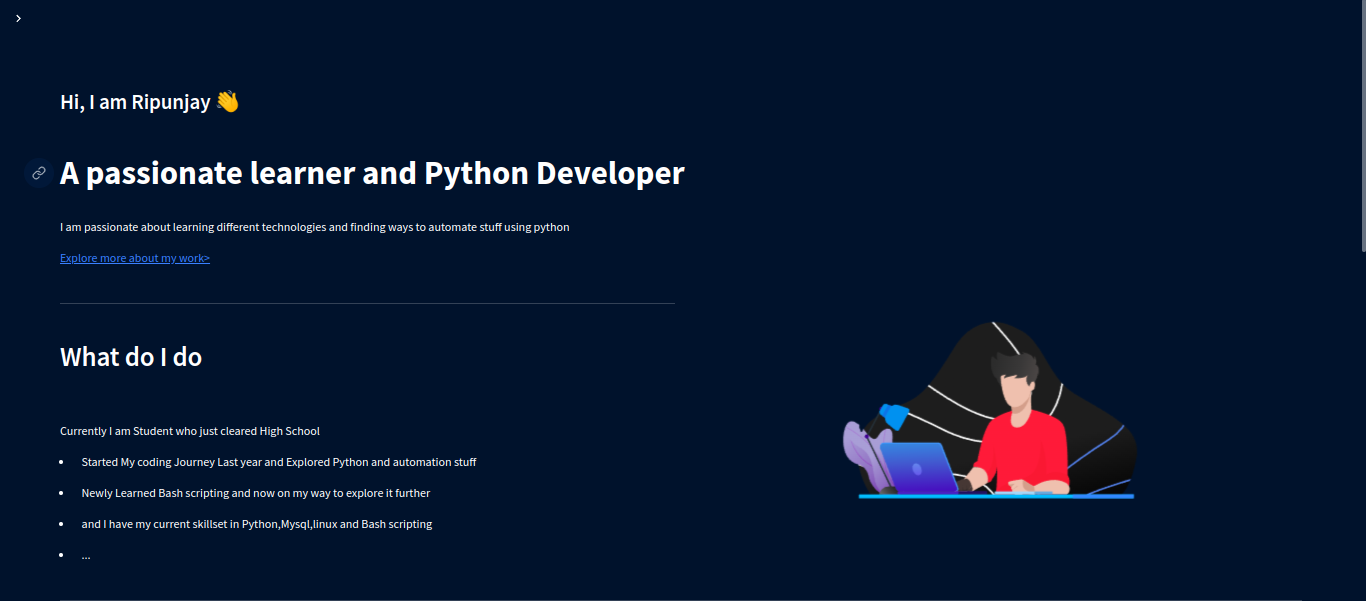 Hi, I am Ripunjay 👋
A passionate learner and Python Developer
I am passionate about learning different technologies and finding ways to automate stuff using python
Explore more about my work>
What do I do
Currently I am Student who just cleared High School
• Started My coding Journey Last year and Explored Python and automation stuff
• Newly Learned Bash scripting and now on my way to explore it further
• and I have my current skillset in Python,Mysql,linux and Bash scripting
• ...